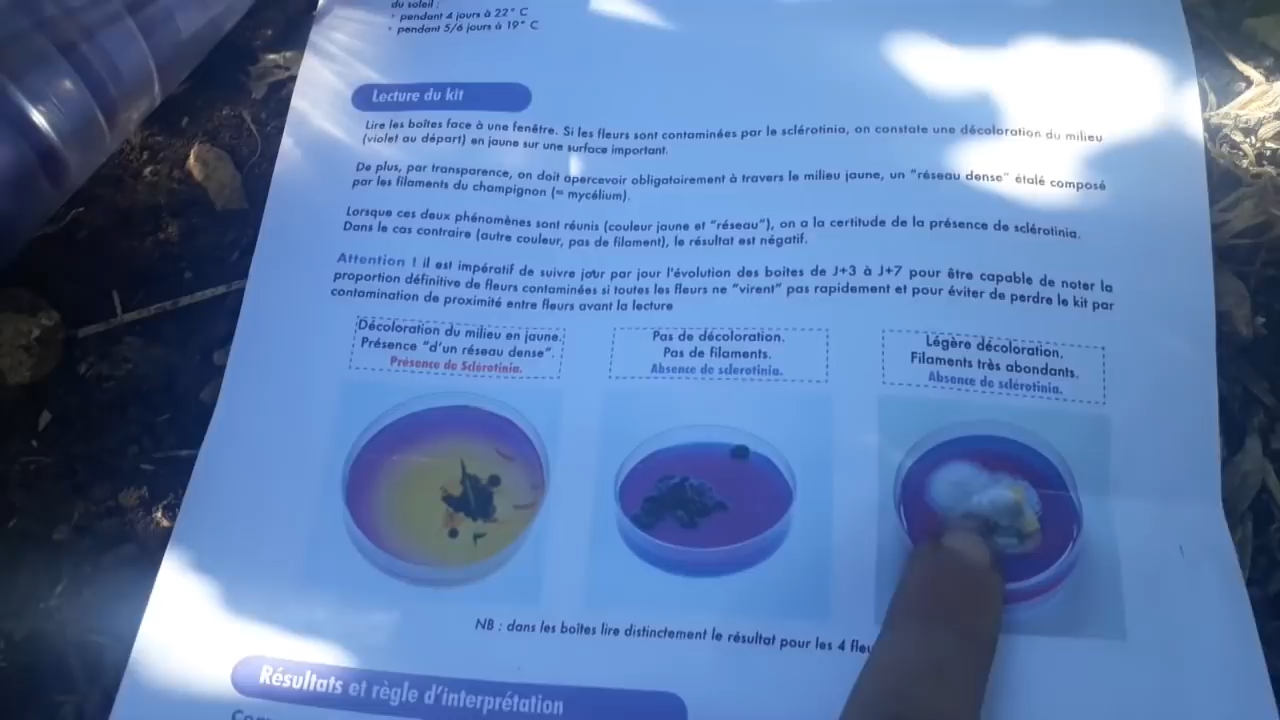 du soleil :
• pendant 4 jours à 22° C
• pendant 5/6 jours à 19° C
Lecture du kit
Lire les boîtes face à une fenêtre. Si les fleurs sont contaminées par le sclérotinia, on constate une décoloration du milieu
(violet au départ) en jaune sur une surface important.
De plus, par transparence, on doit apercevoir obligatoirement à travers le milieu jaune, un "réseau dense" étalé composé
par les filaments du champignon (= mycélium).
Lorsque ces deux phénomènes sont réunis (couleur jaune et "réseau"), on a la certitude de la présence de sclérotinia.
Dans le cas contraire (autre couleur, pas de filament), le résultat est négatif.
Attention ! il est impératif de suivre jour par jour l'évolution des boites de J+3 à J+7 pour être capable de noter la
proportion définitive de fleurs contaminées si toutes les fleurs ne "virent" pas rapidement et pour éviter de perdre le kit par
contamination de proximité entre fleurs avant la lecture
Décoloration du milieu en jaune.
Présence "d'un réseau dense".
Présence de Sclérotinia.
Pas de décoloration.
Pas de filaments.
Absence de sclerotinia.
Légère décoloration.
Filaments très abondants.
Absence de sclérotinia.
NB : dans les boîtes lire distinctement le résultat pour les 4
Résultats et règle d'interprétation